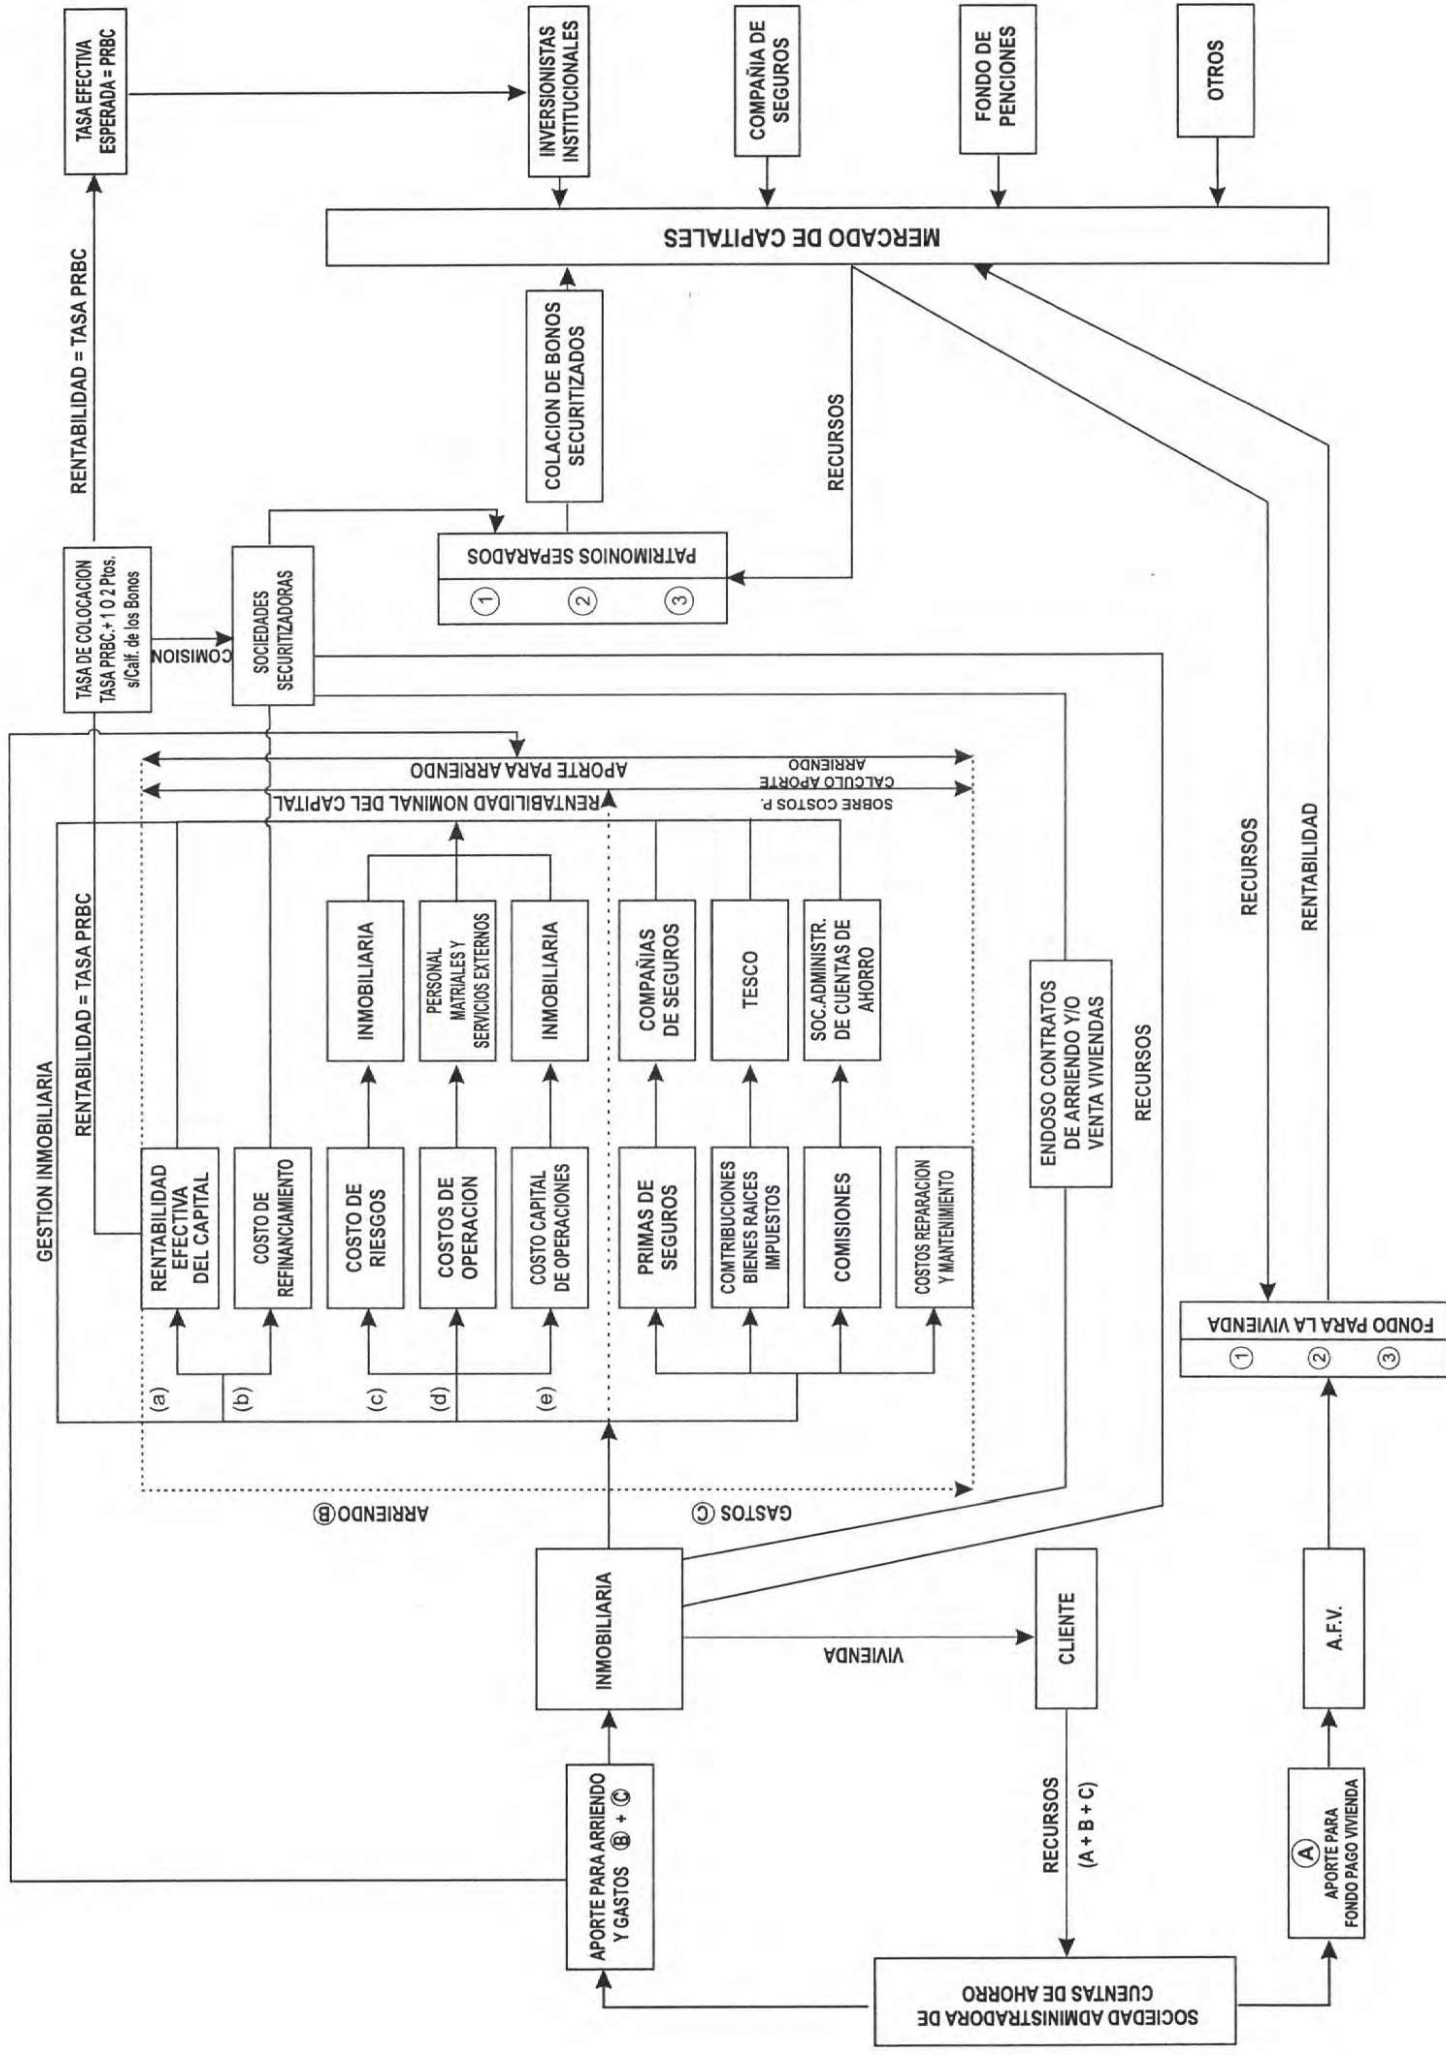 GESTION INMOBILIARIA
RENTABILIDAD = TASA PRBC
TASA DE COLOCACION
TASA PRBC.+ 1 O 2 Ptos.
s/Calif. de los Bonos
RENTABILIDAD = TASA PRBC
TASA EFECTIVA
ESPERADA = PRBC
COMISION
SOCIEDADES
SECURITIZADORAS
(a)
RENTABILIDAD
EFECTIVA
DEL CAPITAL
(b)
COSTO DE
REFINANCIAMIENTO
(c)
COSTO DE
RIESGOS
INMOBILIARIA
(d)
COSTOS DE
OPERACION
PERSONAL
MATRIALES Y
SERVICIOS EXTERNOS
(e)
COSTO CAPITAL
DE OPERACIONES
INMOBILIARIA
PRIMAS DE
SEGUROS
COMPAÑIAS
DE SEGUROS
COMTRIBUCIONES
BIENES RAICES
IMPUESTOS
TESCO
COMISIONES
SOC.ADMINISTR.
DE CUENTAS DE
AHORRO
COSTOS REPARACION
Y MANTENIMIENTO
ARRIENDO Ⓑ
GASTOS Ⓒ
RENTABILIDAD NOMINAL DEL CAPITAL
APORTE PARA ARRIENDO
SOBRE COSTOS P.
CALCULO APORTE
ARRIENDO
PATRIMONIOS SEPARADOS
①
②
③
COLACION DE BONOS
SECURITIZADOS
RECURSOS
MERCADO DE CAPITALES
INVERSIONISTAS
INSTITUCIONALES
COMPAÑIA DE
SEGUROS
FONDO DE
PENCIONES
OTROS
APORTE PARA ARRIENDO
Y GASTOS Ⓑ + Ⓒ
INMOBILIARIA
VIVIENDA
CLIENTE
RECURSOS
(A + B + C)
SOCIEDAD ADMINISTRADORA DE
CUENTAS DE AHORRO
ENDOSO CONTRATOS
DE ARRIENDO Y/O
VENTA VIVIENDAS
RECURSOS
RECURSOS
RENTABILIDAD
Ⓐ
APORTE PARA
FONDO PAGO VIVIENDA
A.F.V.
FONDO PARA LA VIVIENDA
①
②
③